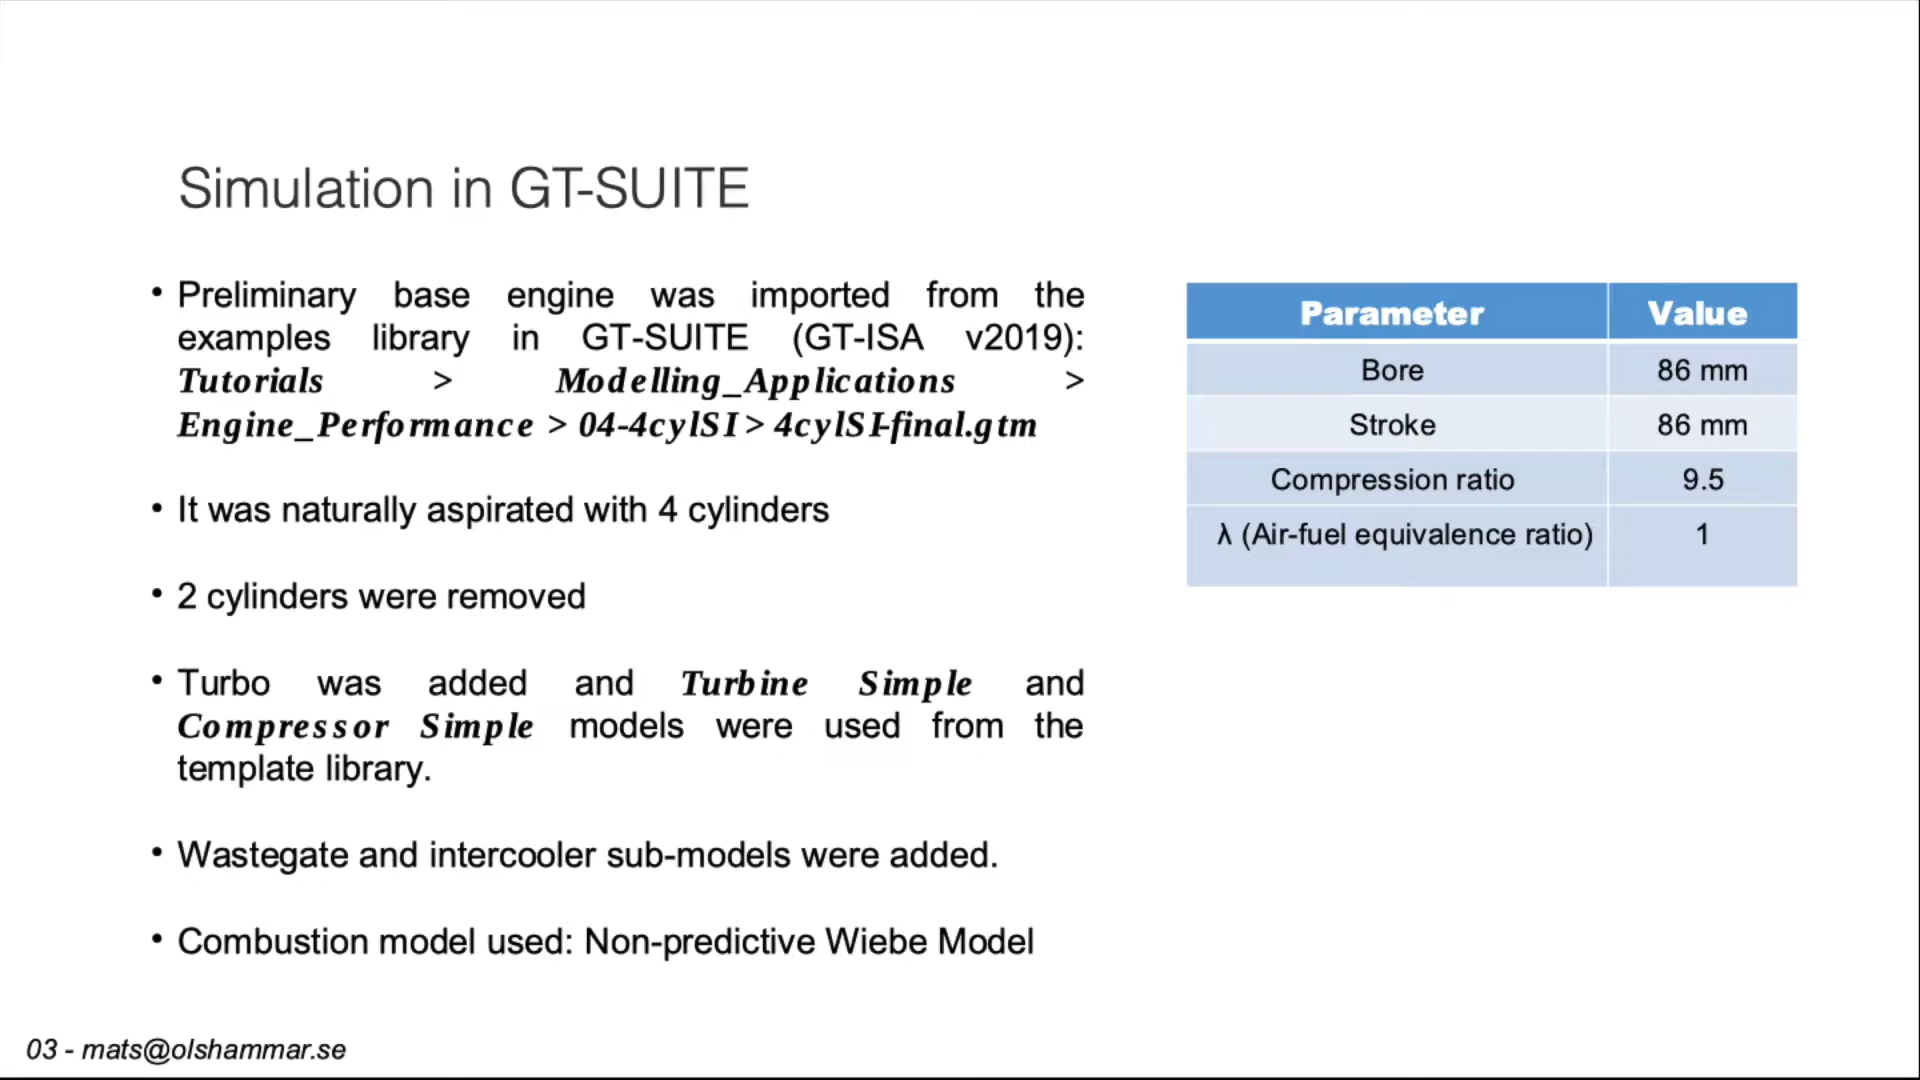 Simulation in GT-SUITE
• Preliminary base engine was imported from the
examples library in GT-SUITE (GT-ISA v2019):
Tutorials > Modelling_Applications >
Engine_Performance > 04-4cylSI > 4cylSI-final.gtm
• It was naturally aspirated with 4 cylinders
• 2 cylinders were removed
• Turbo was added and Turbine Simple and
Compressor Simple models were used from the
template library.
• Wastegate and intercooler sub-models were added.
• Combustion model used: Non-predictive Wiebe Model
Parameter Value
Bore 86 mm
Stroke 86 mm
Compression ratio 9.5
λ (Air-fuel equivalence ratio) 1
03 - mats@olshammar.se